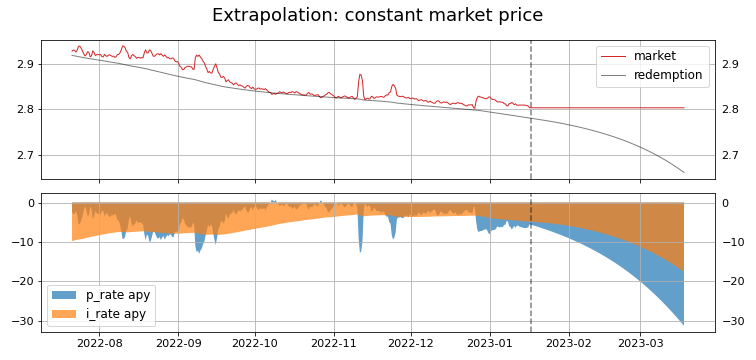 Extrapolation: constant market price
2.9
2.8
2.7
market
redemption
2.9
2.8
2.7
0
−10
−20
−30
p_rate apy
i_rate apy
0
−10
−20
−30
2022-08 2022-09 2022-10 2022-11 2022-12 2023-01 2023-02 2023-03